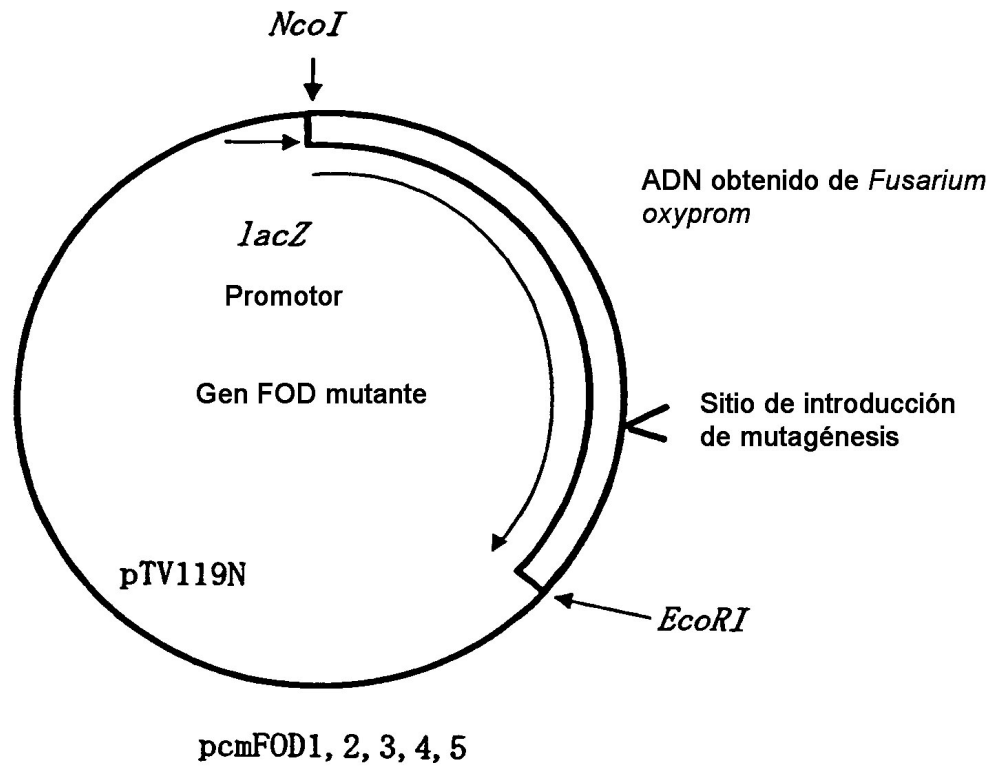 NcoI
ADN obtenido de Fusarium
oxyprom
lacZ
Promotor
Gen FOD mutante
Sitio de introducción
de mutagénesis
pTV119N
EcoRI
pcmFOD1, 2, 3, 4, 5